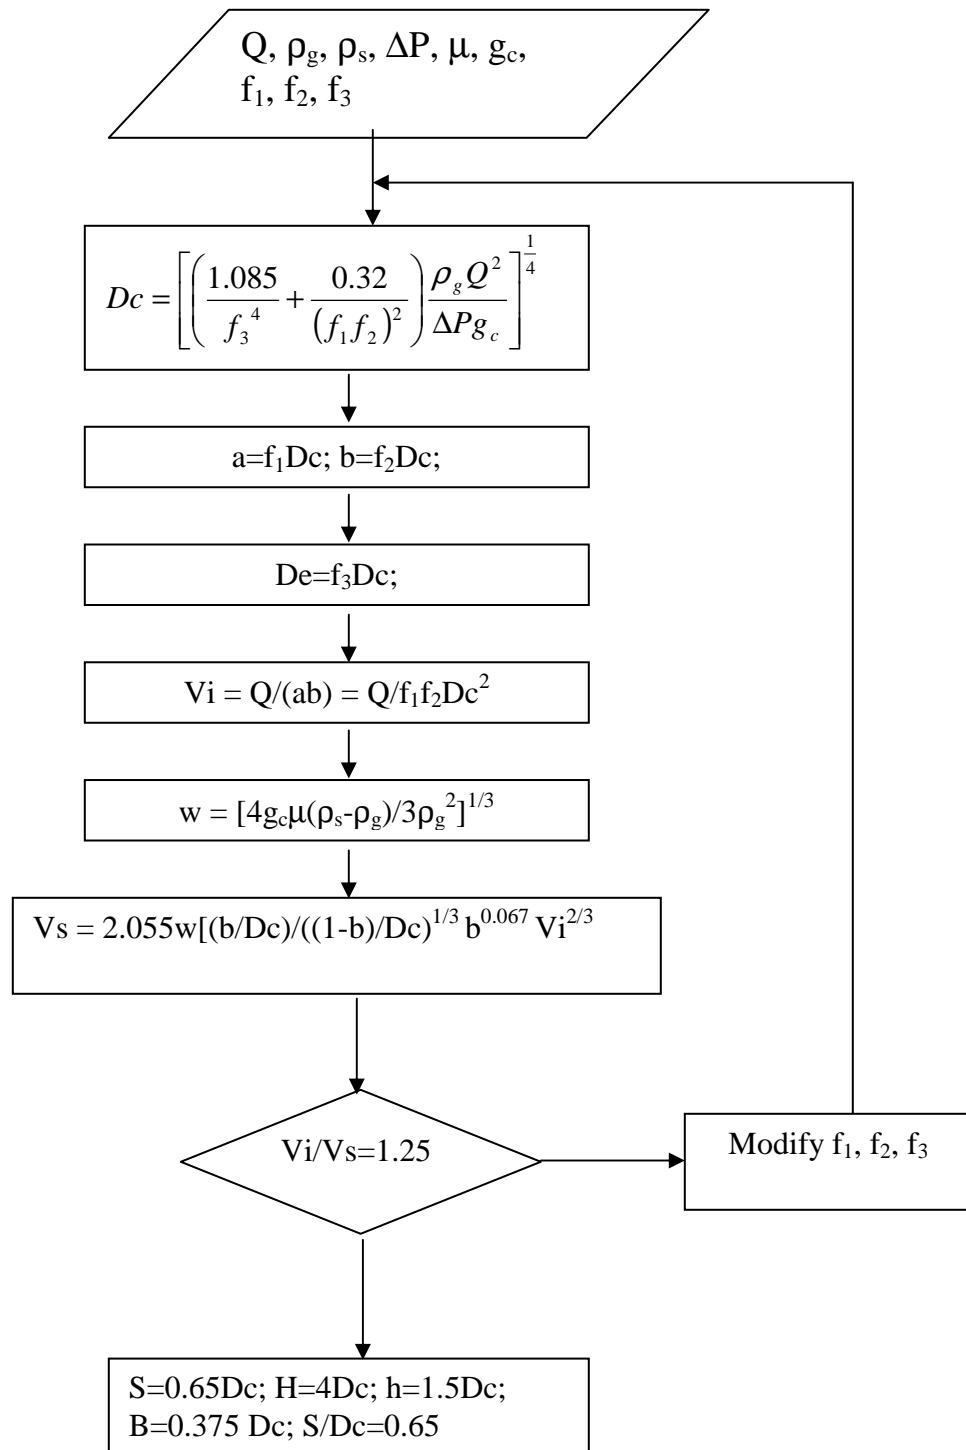 Q, ρg, ρs, ΔP, μ, gc,
f1, f2, f3
Dc = [(1.085/f3^4 + 0.32/(f1f2)^2) ρgQ^2/ΔPgc]^1/4
a=f1Dc; b=f2Dc;
De=f3Dc;
Vi = Q/(ab) = Q/f1f2Dc^2
w = [4gcμ(ρs-ρg)/3ρg^2]^1/3
Vs = 2.055w[(b/Dc)/((1-b)/Dc)^1/3 b^0.067 Vi^2/3
Vi/Vs=1.25
Modify f1, f2, f3
S=0.65Dc; H=4Dc; h=1.5Dc;
B=0.375 Dc; S/Dc=0.65